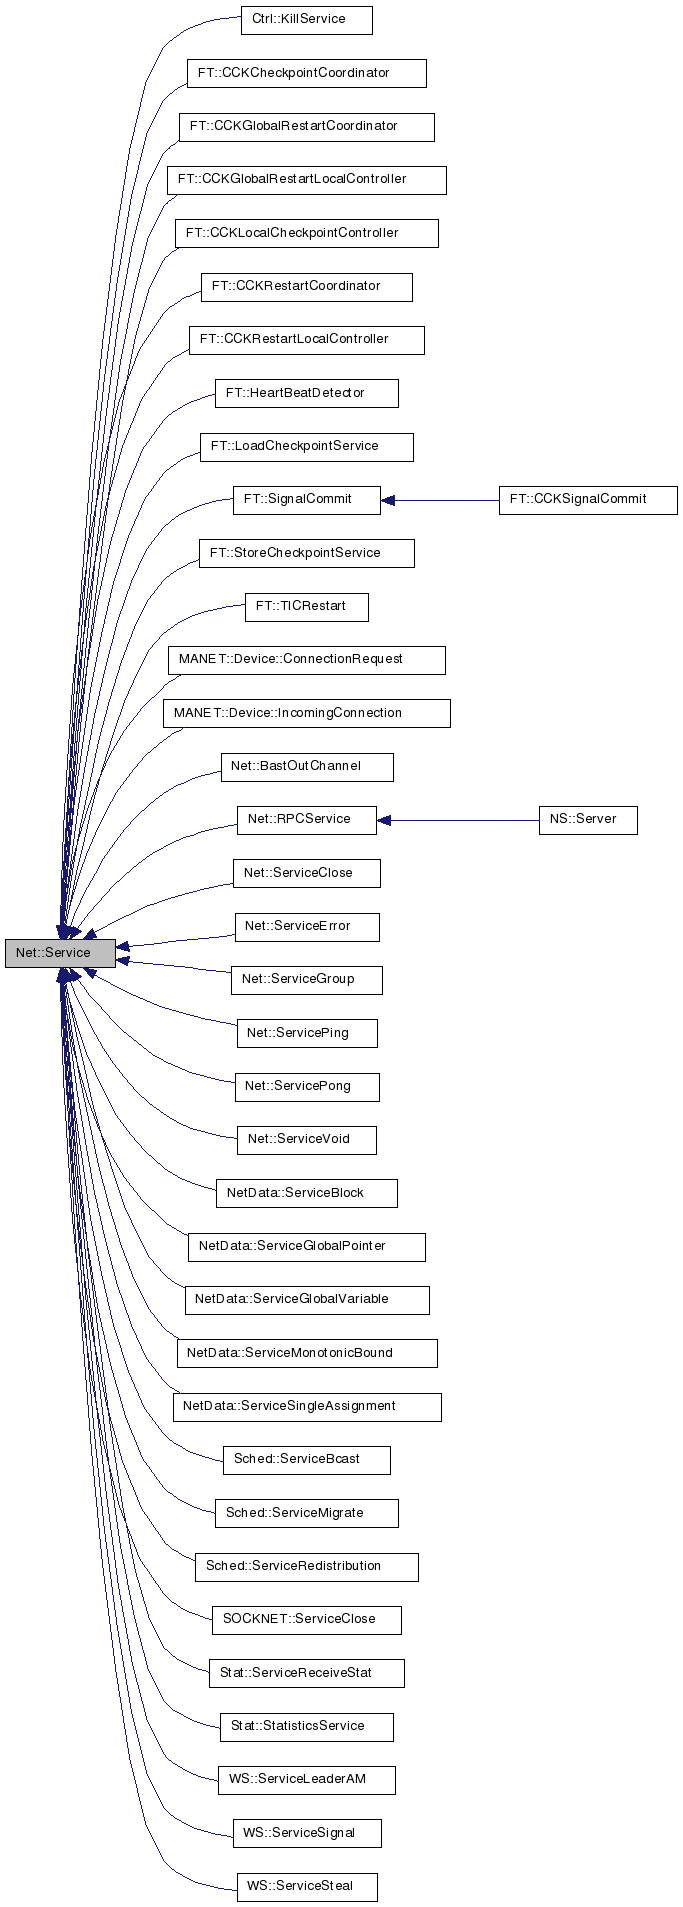 Ctrl::KillService
FT::CCKCheckpointCoordinator
FT::CCKGlobalRestartCoordinator
FT::CCKGlobalRestartLocalController
FT::CCKLocalCheckpointController
FT::CCKRestartCoordinator
FT::CCKRestartLocalController
FT::HeartBeatDetector
FT::LoadCheckpointService
FT::SignalCommit
FT::CCKSignalCommit
FT::StoreCheckpointService
FT::TICRestart
MANET::Device::ConnectionRequest
MANET::Device::IncomingConnection
Net::BastOutChannel
Net::RPCService
NS::Server
Net::ServiceClose
Net::ServiceError
Net::Service
Net::ServiceGroup
Net::ServicePing
Net::ServicePong
Net::ServiceVoid
NetData::ServiceBlock
NetData::ServiceGlobalPointer
NetData::ServiceGlobalVariable
NetData::ServiceMonotonicBound
NetData::ServiceSingleAssignment
Sched::ServiceBcast
Sched::ServiceMigrate
Sched::ServiceRedistribution
SOCKNET::ServiceClose
Stat::ServiceReceiveStat
Stat::StatisticsService
WS::ServiceLeaderAM
WS::ServiceSignal
WS::ServiceSteal